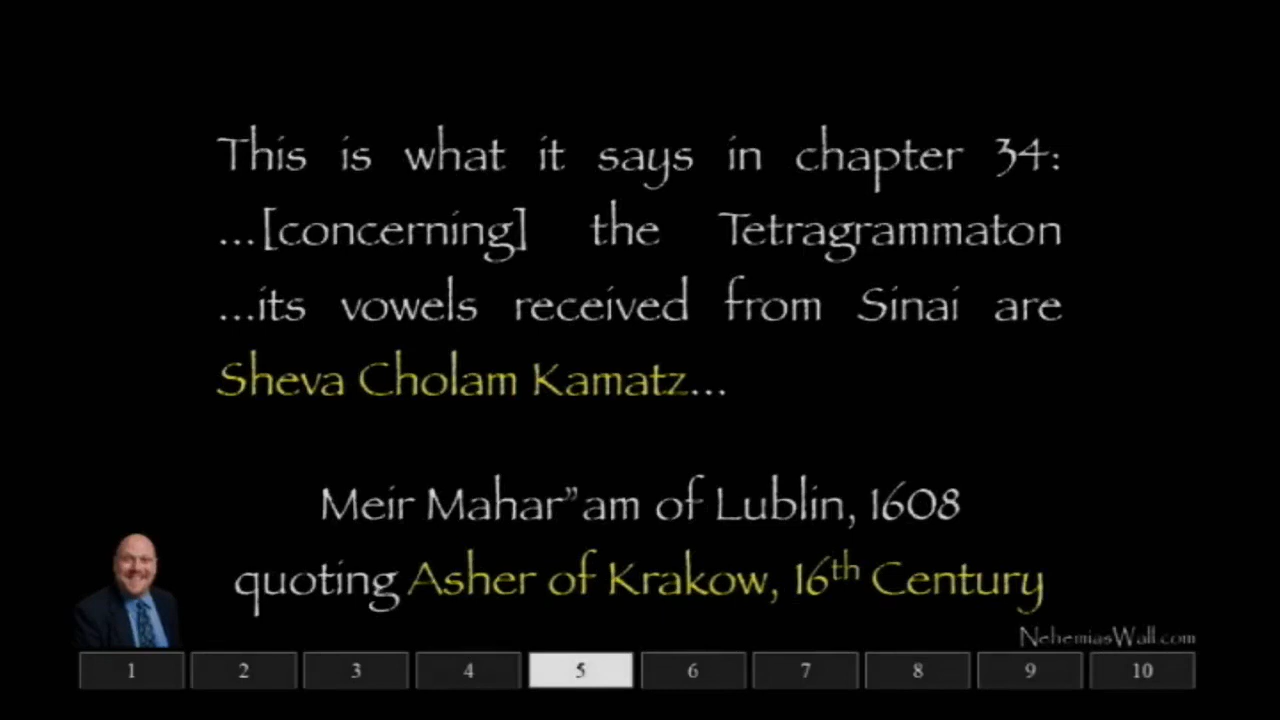 This is what it says in chapter 34:
...[concerning] the Tetragrammaton
...its vowels received from Sinai are
Sheva Cholam Kamatz...
Meir Mahar”am of Lublin, 1608
quoting Asher of Krakow, 16th Century
NehemiasWall.com
1 2 3 4 5 6 7 8 9 10